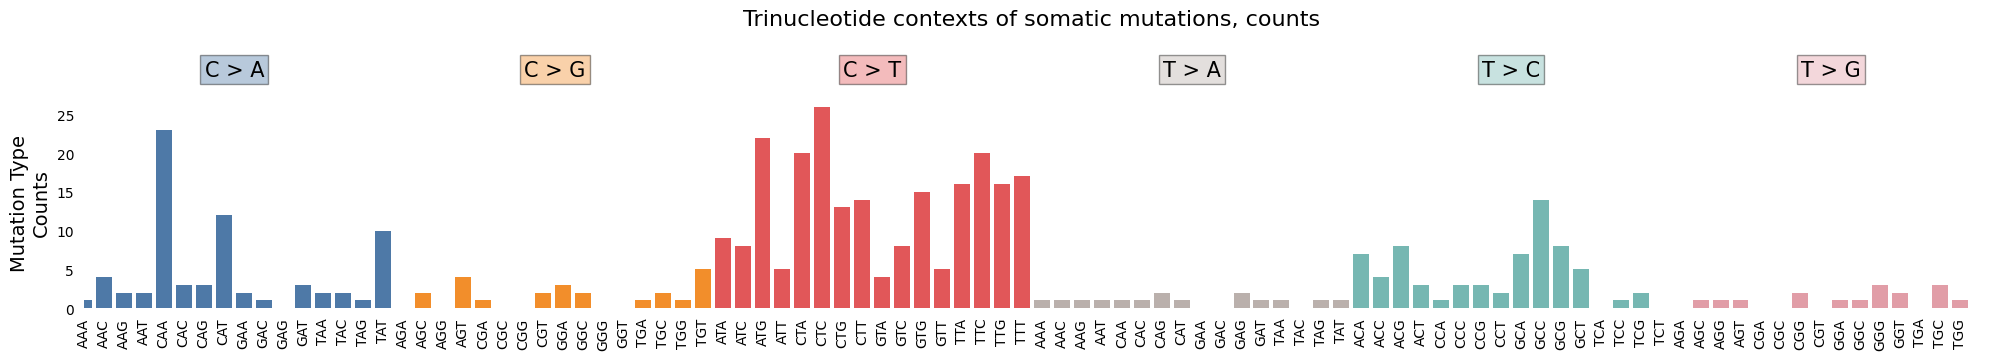 Trinucleotide contexts of somatic mutations, counts
C > A C > G C > T T > A T > C T > G
Mutation Type
Counts
25
20
15
10
5
0
AAA AAC AAG AAT CAA CAC CAG CAT GAA GAC GAG GAT TAA TAC TAG TAT AGA AGC AGG AGT CGA CGC CGG CGT GGA GGC GGG GGT TGA TGC TGG TGT ATA ATC ATG ATT CTA CTC CTG CTT GTA GTC GTG GTT TTA TTC TTG TTT AAA AAC AAG AAT CAA CAC CAG CAT GAA GAC GAG GAT TAA TAC TAG TAT ACA ACC ACG ACT CCA CCC CCG CCT GCA GCC GCG GCT TCA TCC TCG TCT AGA AGC AGG AGT CGA CGC CGG CGT GGA GGC GGG GGT TGA TGC TGG